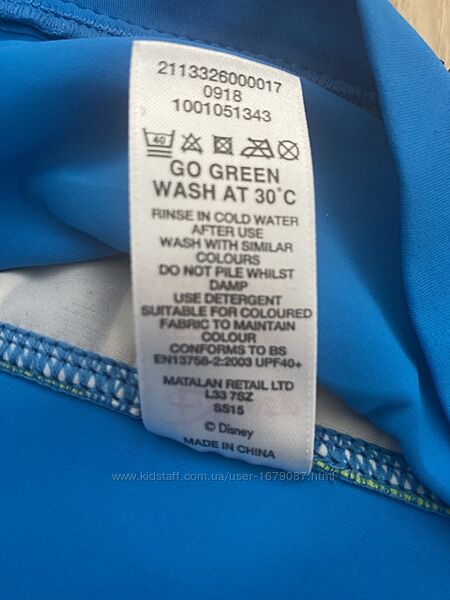 2113326000017
0918
1001051343
40
GO GREEN
WASH AT 30°C
RINSE IN COLD WATER
AFTER USE
WASH WITH SIMILAR
COLOURS
DO NOT PILE WHILST
DAMP
USE DETERGENT
SUITABLE FOR COLOURED
FABRIC TO MAINTAIN
COLOUR
CONFORMS TO BS
EN13758-2:2003 UPF40+
MATALAN RETAIL LTD
L33 7SZ
SS15
© Disney
MADE IN CHINA
www.kidstaff.com.ua/user-1679087.html